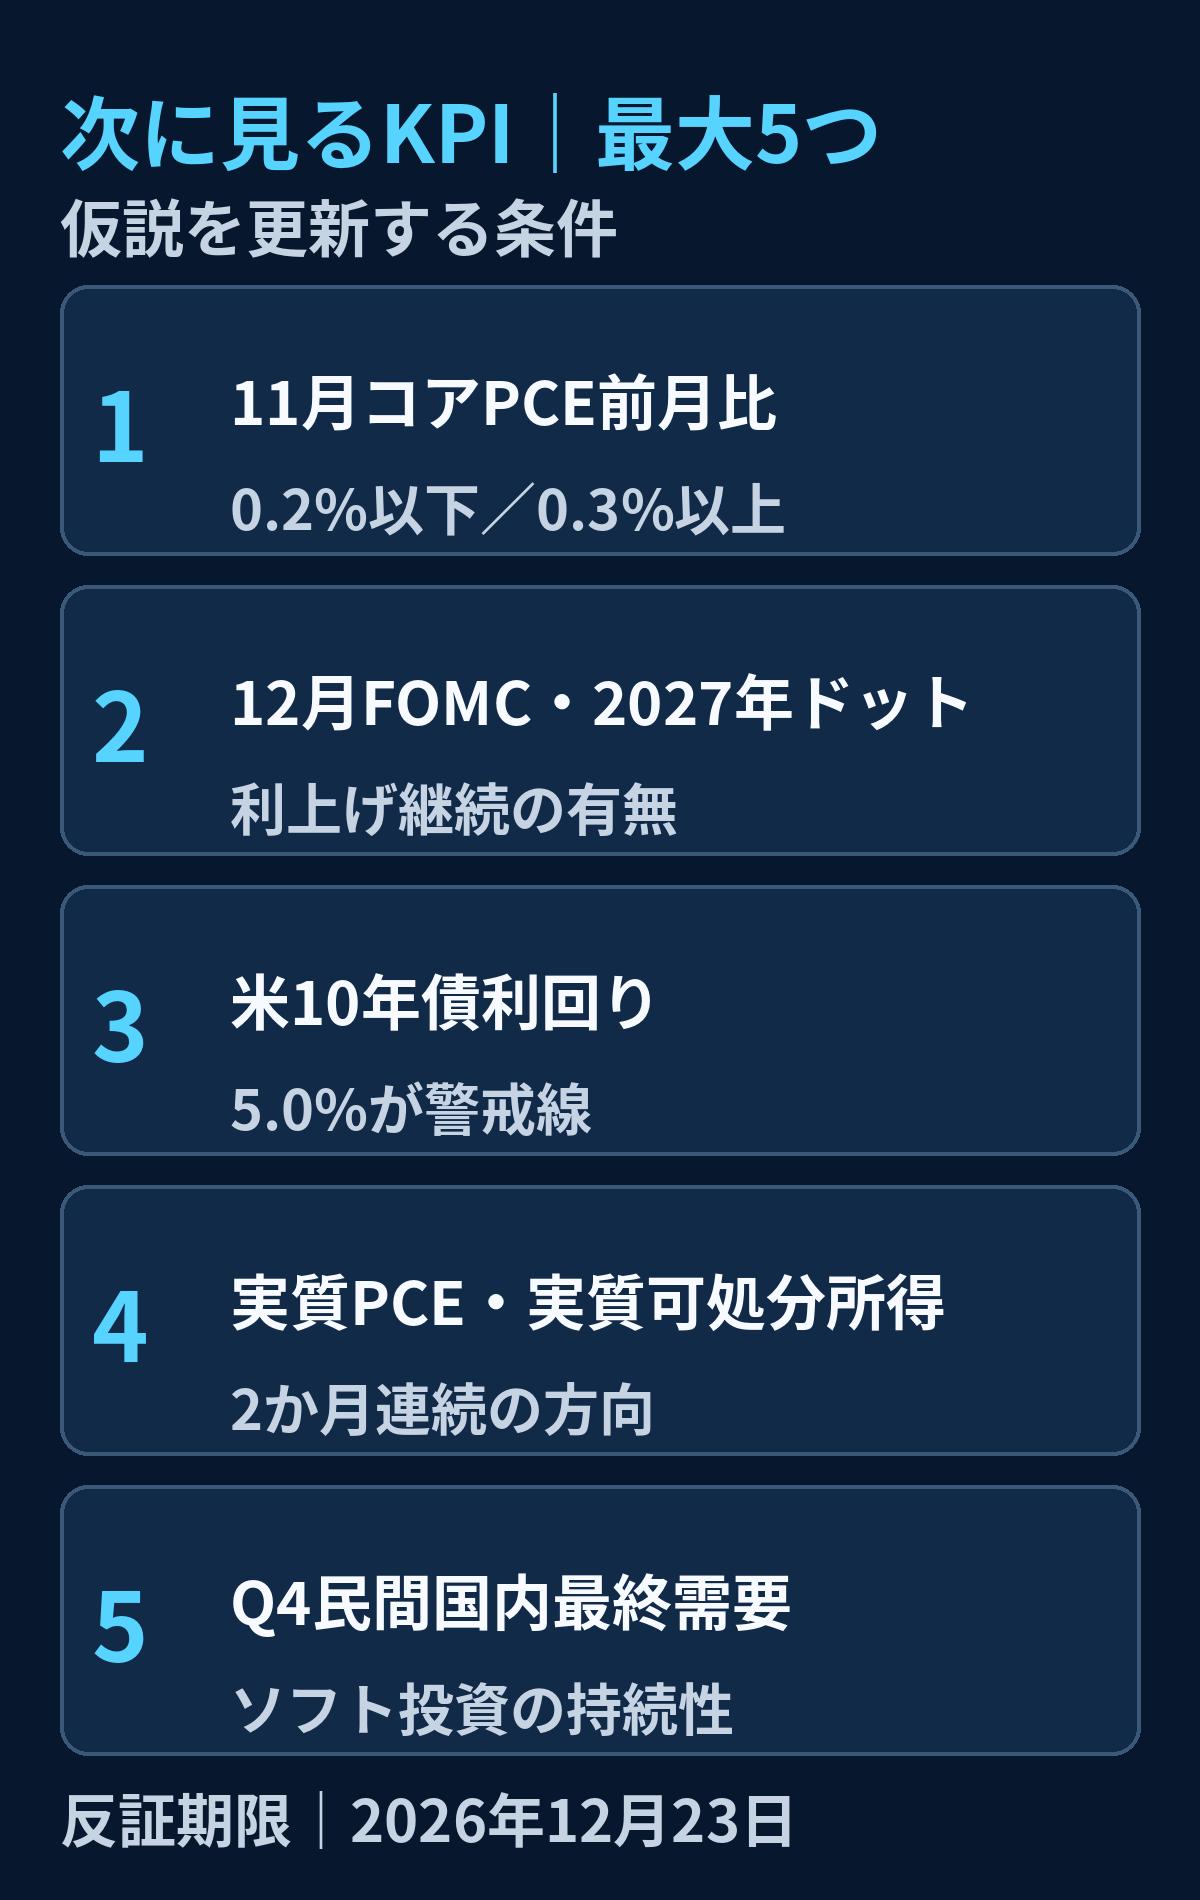 次に見るKPI｜最大5つ
仮説を更新する条件
1
11月コアPCE前月比
0.2%以下／0.3%以上
2
12月FOMC・2027年ドット
利上げ継続の有無
3
米10年債利回り
5.0%が警戒線
4
実質PCE・実質可処分所得
2か月連続の方向
5
Q4民間国内最終需要
ソフト投資の持続性
反証期限｜2026年12月23日